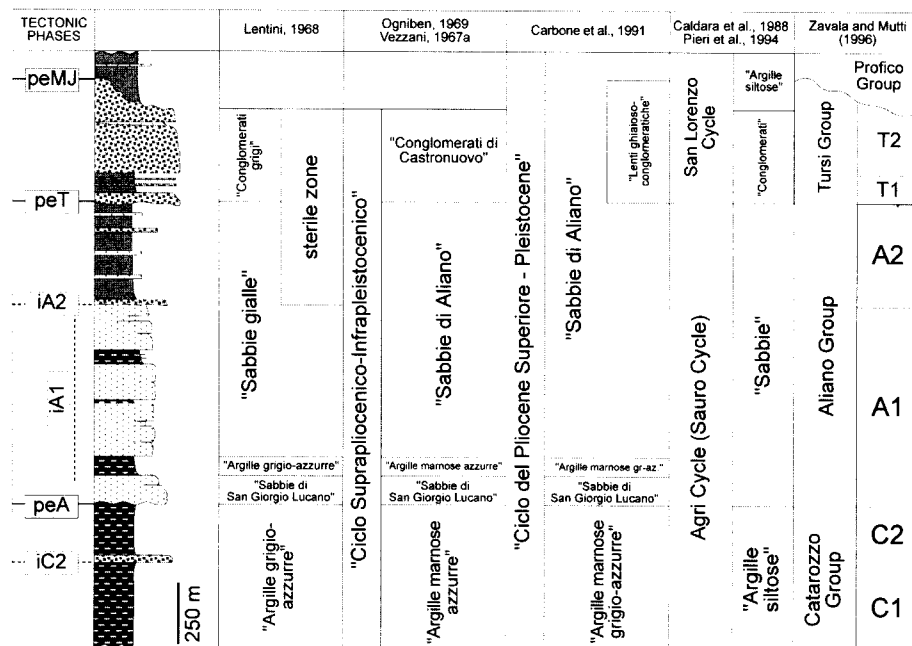 TECTONIC
PHASES
Lentini, 1968
Ogniben, 1969
Vezzani, 1967a
Carbone et al., 1991
Caldara et al., 1988
Pieri et al., 1994
Zavala and Mutti
(1996)
peMJ
peT
iA2
iA1
peA
iC2
250 m
"Conglomerati
grigi"
sterile zone
"Sabbie gialle"
"Argille grigio-azzurre"
"Sabbie di
San Giorgio Lucano"
"Argille grigio-
azzurre"
"Ciclo Suprapliocenico-Infrapleistocenico"
"Conglomerati di
Castronuovo"
"Sabbie di Aliano"
"Argille marnose azzurre"
"Sabbie di
San Giorgio Lucano"
"Argille marnose
azzurre"
"Ciclo del Pliocene Superiore - Pleistocene"
"Lenti ghiaioso-
conglomeratiche"
"Sabbie di Aliano"
"Argille marnose gr-az."
"Sabbie di
San Giorgio Lucano"
"Argille marnose
grigio-azzurre"
San Lorenzo
Cycle
Agri Cycle (Sauro Cycle)
"Argille
siltose"
"Conglomerati"
"Sabbie"
"Argille
siltose"
Profico
Group
Tursi Group
T2
T1
Aliano Group
A2
A1
Catarozzo
Group
C2
C1